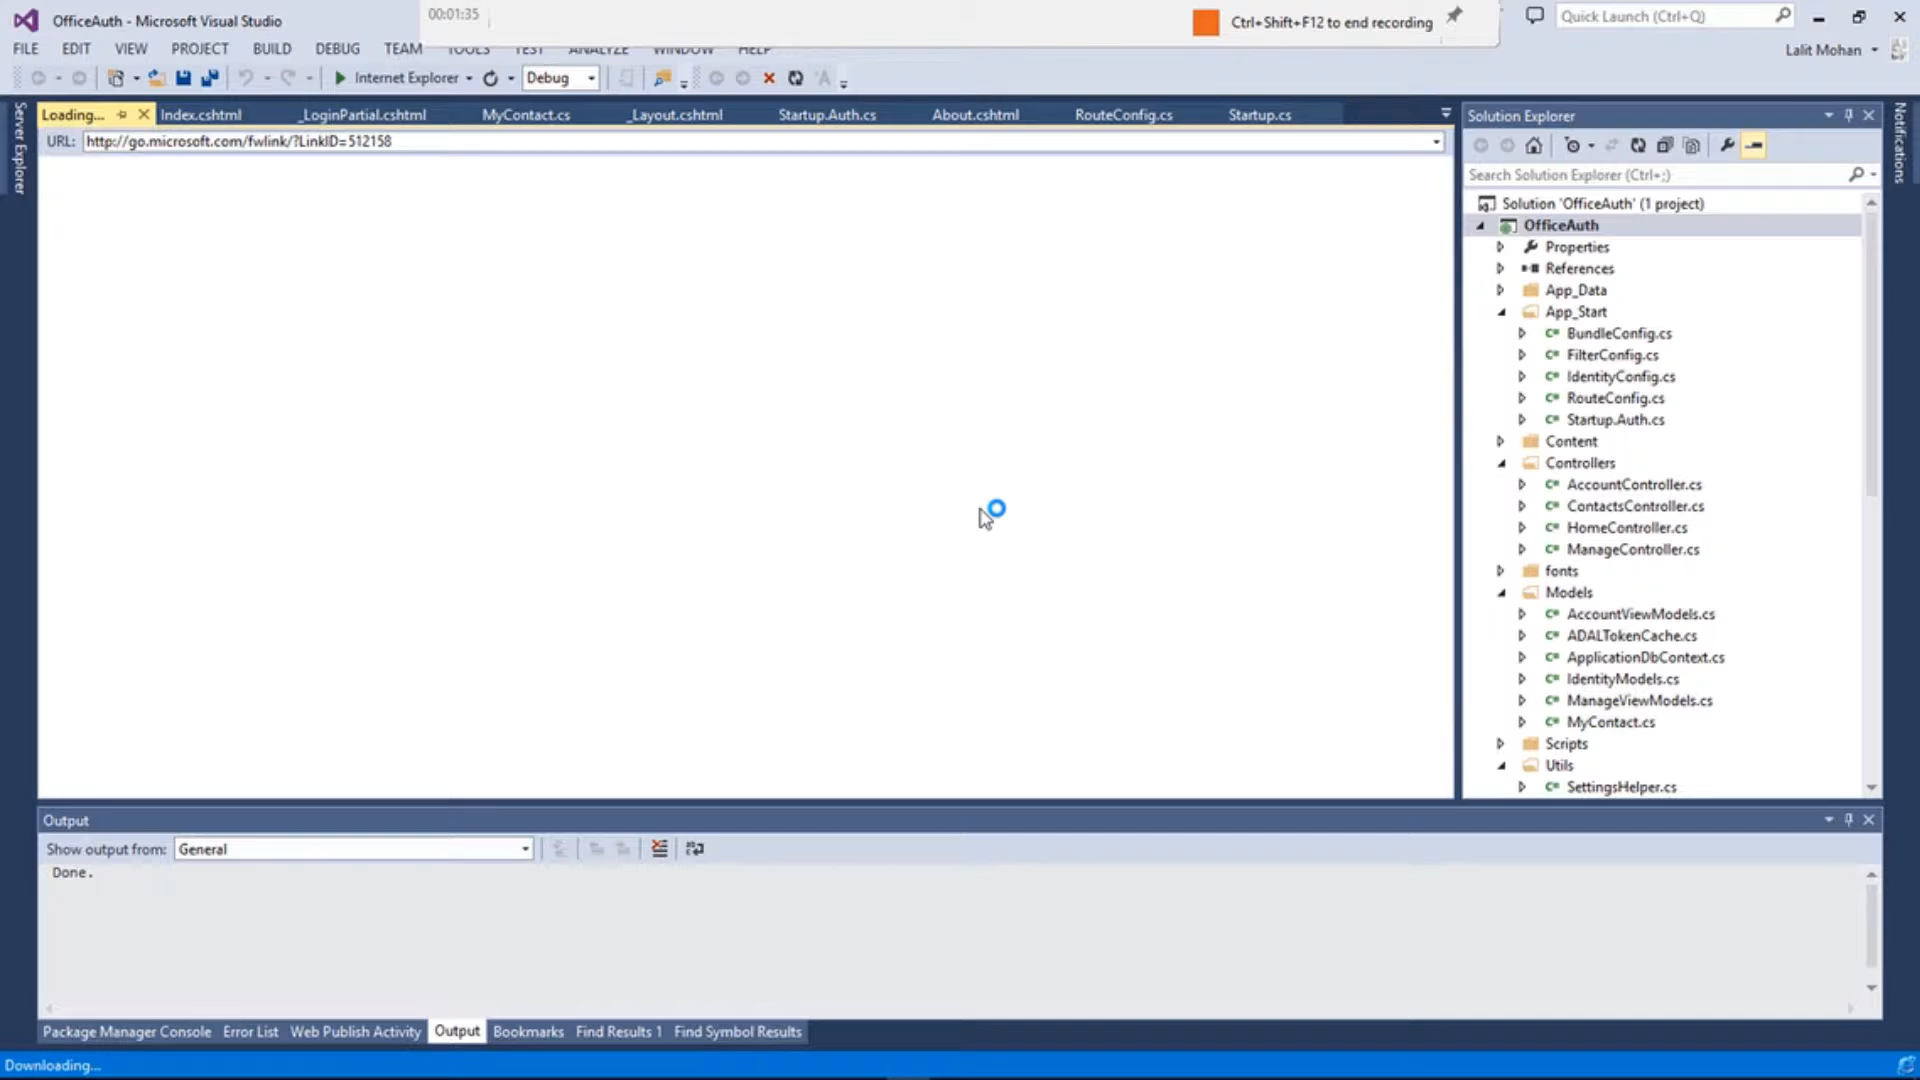 OfficeAuth - Microsoft Visual Studio
00:01:35
Ctrl+Shift+F12 to end recording
Quick Launch (Ctrl+Q)
FILE EDIT VIEW PROJECT BUILD DEBUG TEAM TOOLS TEST ANALYZE WINDOW HELP
Lalit Mohan
Internet Explorer
Debug
Server Explorer
Loading...
Index.cshtml
_LoginPartial.cshtml
MyContact.cs
_Layout.cshtml
Startup.Auth.cs
About.cshtml
RouteConfig.cs
Startup.cs
URL: http://go.microsoft.com/fwlink/?LinkID=512158
Solution Explorer
Notifications
Search Solution Explorer (Ctrl+;)
Solution 'OfficeAuth' (1 project)
OfficeAuth
Properties
References
App_Data
App_Start
BundleConfig.cs
FilterConfig.cs
IdentityConfig.cs
RouteConfig.cs
Startup.Auth.cs
Content
Controllers
AccountController.cs
ContactsController.cs
HomeController.cs
ManageController.cs
fonts
Models
AccountViewModels.cs
ADALTokenCache.cs
ApplicationDbContext.cs
IdentityModels.cs
ManageViewModels.cs
MyContact.cs
Scripts
Utils
SettingsHelper.cs
Output
Show output from: General
Done.
Package Manager Console Error List Web Publish Activity Output Bookmarks Find Results 1 Find Symbol Results
Downloading...